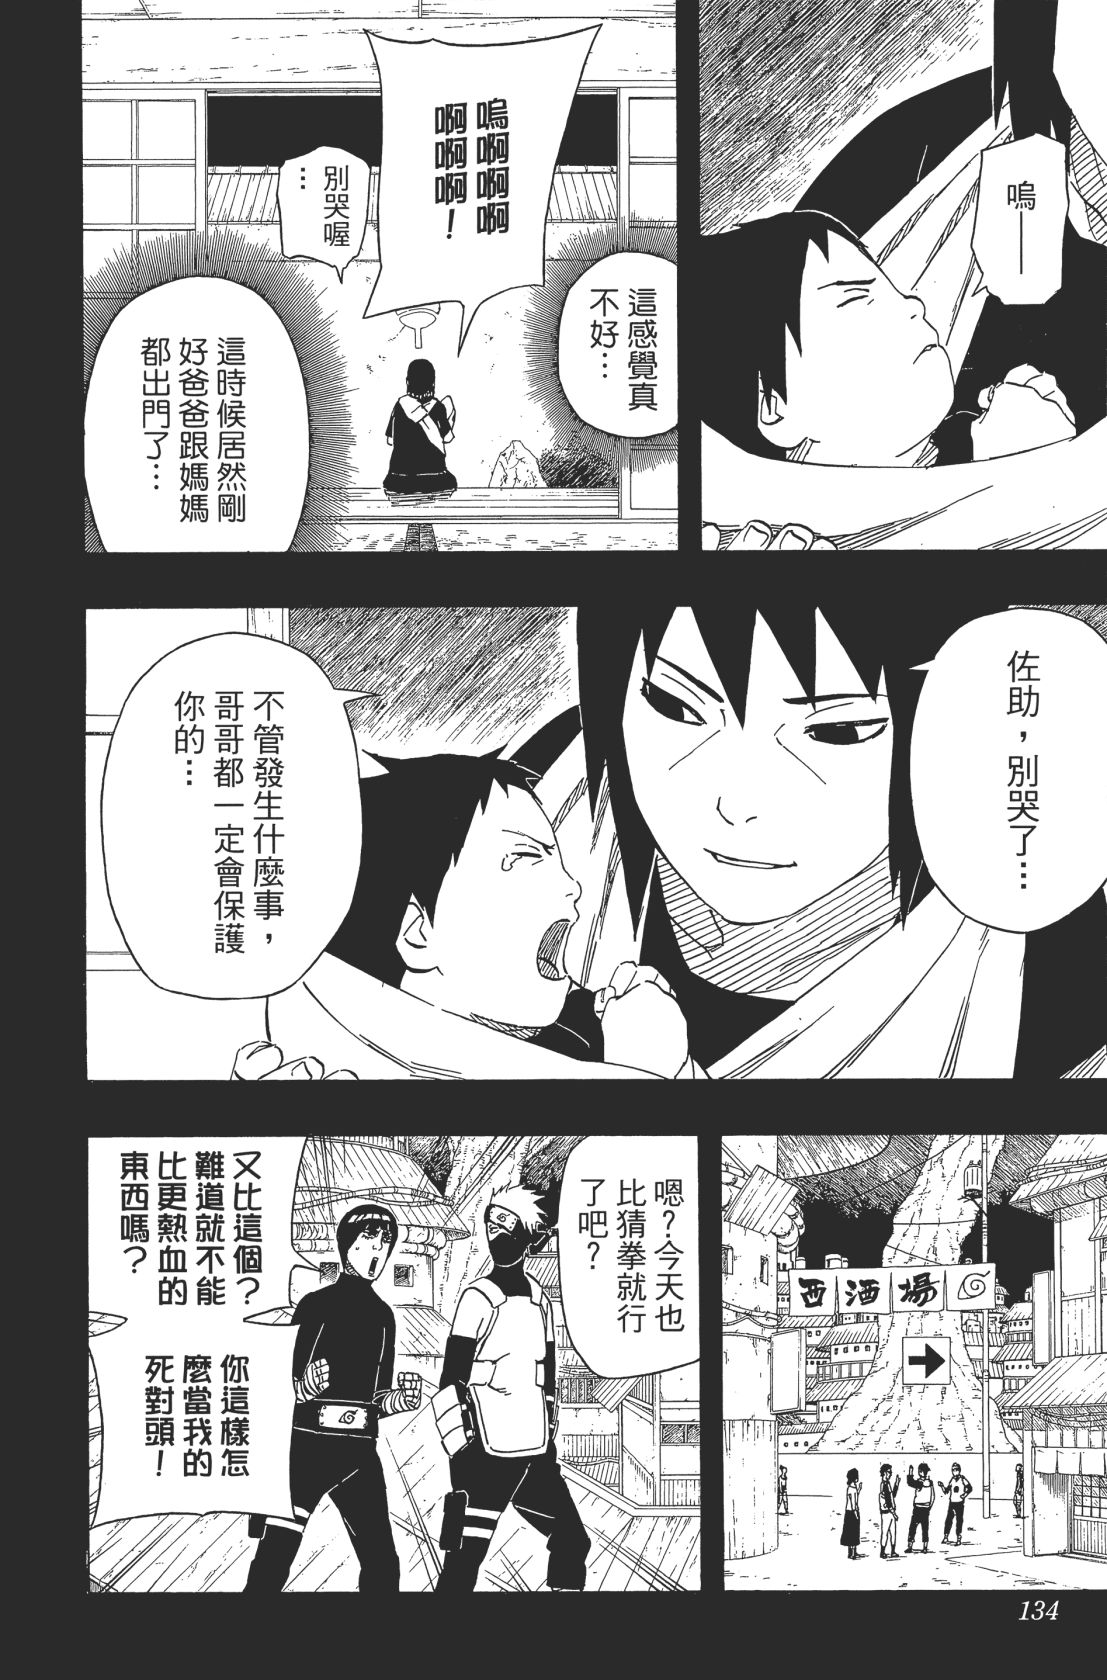 嗚──
這感覺真
不好…
嗚啊啊啊
啊啊啊！
別哭喔
…
這時候居然剛
好爸爸跟媽媽
都出門了…
佐助，別哭了…
不管發生什麼事，
哥哥都一定會保護
你的…
西酒場
嗯？今天也
比猜拳就行
了吧？
又比這個？
難道就不能
比更熱血的
東西嗎？
你這樣怎
麼當我的
死對頭！
134